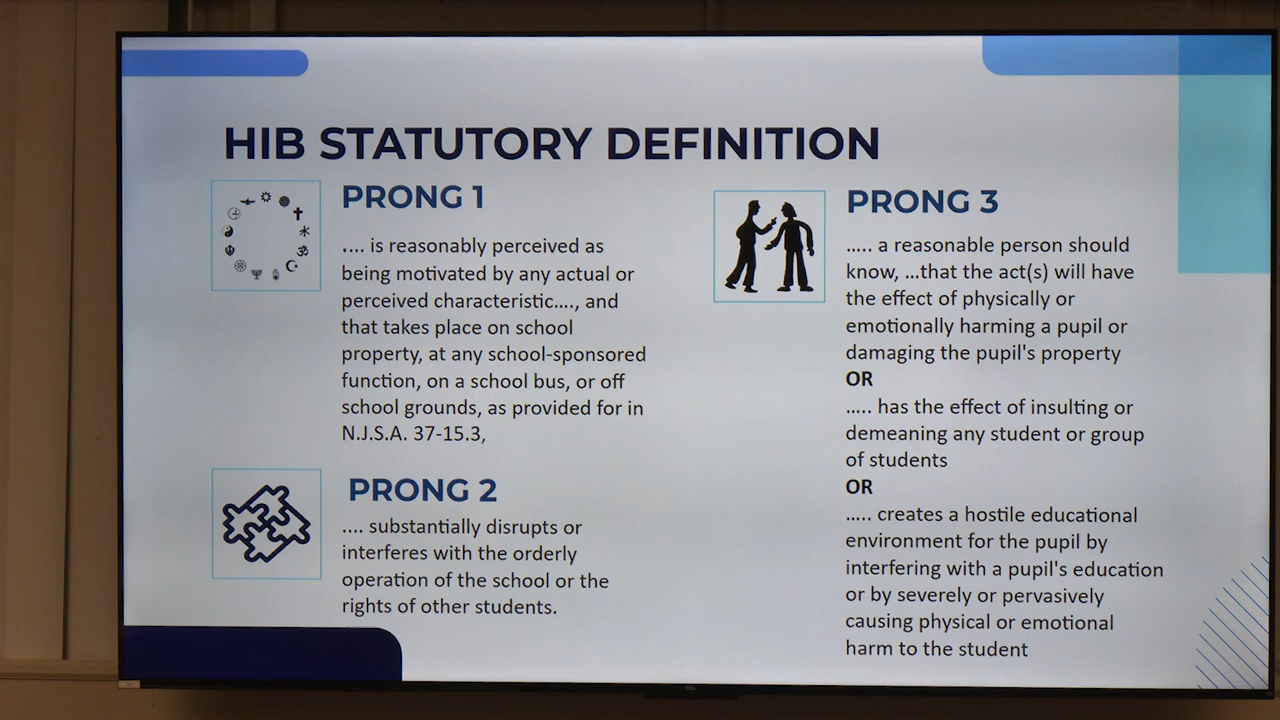 HIB STATUTORY DEFINITION
PRONG 1
.... is reasonably perceived as
being motivated by any actual or
perceived characteristic...., and
that takes place on school
property, at any school-sponsored
function, on a school bus, or off
school grounds, as provided for in
N.J.S.A. 37-15.3,
PRONG 2
.... substantially disrupts or
interferes with the orderly
operation of the school or the
rights of other students.
PRONG 3
..... a reasonable person should
know, ...that the act(s) will have
the effect of physically or
emotionally harming a pupil or
damaging the pupil's property
OR
..... has the effect of insulting or
demeaning any student or group
of students
OR
..... creates a hostile educational
environment for the pupil by
interfering with a pupil's education
or by severely or pervasively
causing physical or emotional
harm to the student
TCL